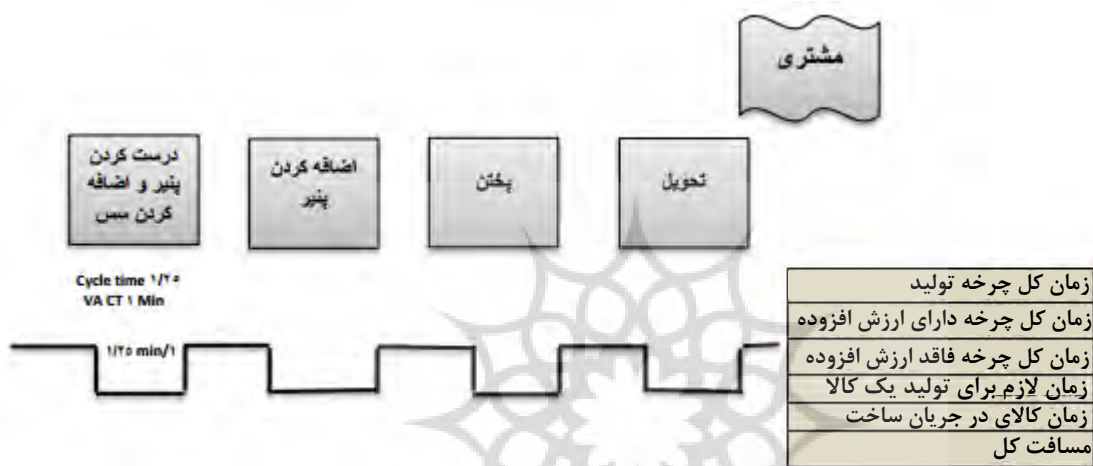 مشتری
درست کردن
پنیر و اضافه
کردن سس
اضافه کردن
پنیر
پختن
تحویل
Cycle time ۱/۲۵
VA CT ۱ Min
۱/۲۵ min/۱
زمان کل چرخه تولید
زمان کل چرخه دارای ارزش افزوده
زمان کل چرخه فاقد ارزش افزوده
زمان لازم برای تولید یک کالا
زمان کالای در جریان ساخت
مسافت کل